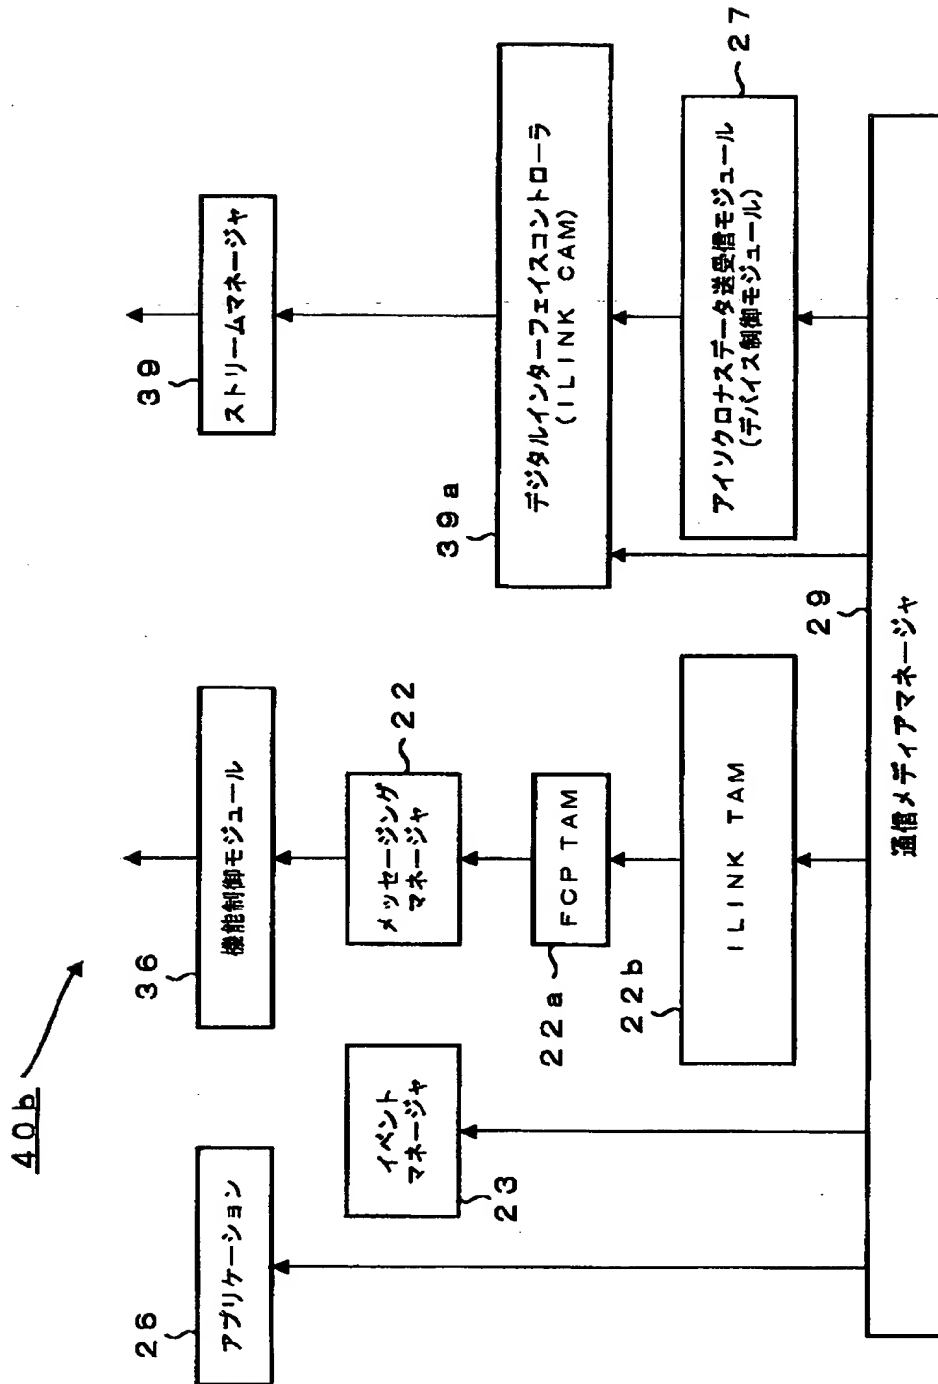 40b
26
アプリケーション
36
機能制御モジュール
39
ストリームマネージャ
イベント
マネージャ
23
メッセージング
マネージャ
22
22a
FCP TAM
39a
デジタルインターフェイスコントローラ
(ILINK CAM)
22b
ILINK TAM
アイソクロナスデータ送受信モジュール
(デバイス制御モジュール)
27
29
通信メディアマネージャ